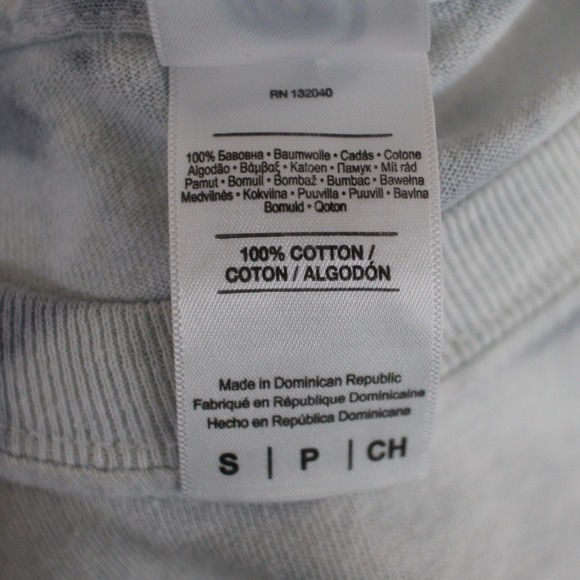 RN 132040
100% Бавовна • Baumwolle • Cadás • Cotone
Algodão • Βάμβαξ • Katoen • Памук • Mit rád
Pamut • Bomull • Bombaž • Bumbac • Bawełna
Medvilnės • Kokvilna • Puuvilla • Puuvill • Bavlna
Bomuld • Qoton
100% COTTON /
COTON / ALGODÓN
Made in Dominican Republic
Fabriqué en République Dominicaine
Hecho en República Dominicana
S | P | CH